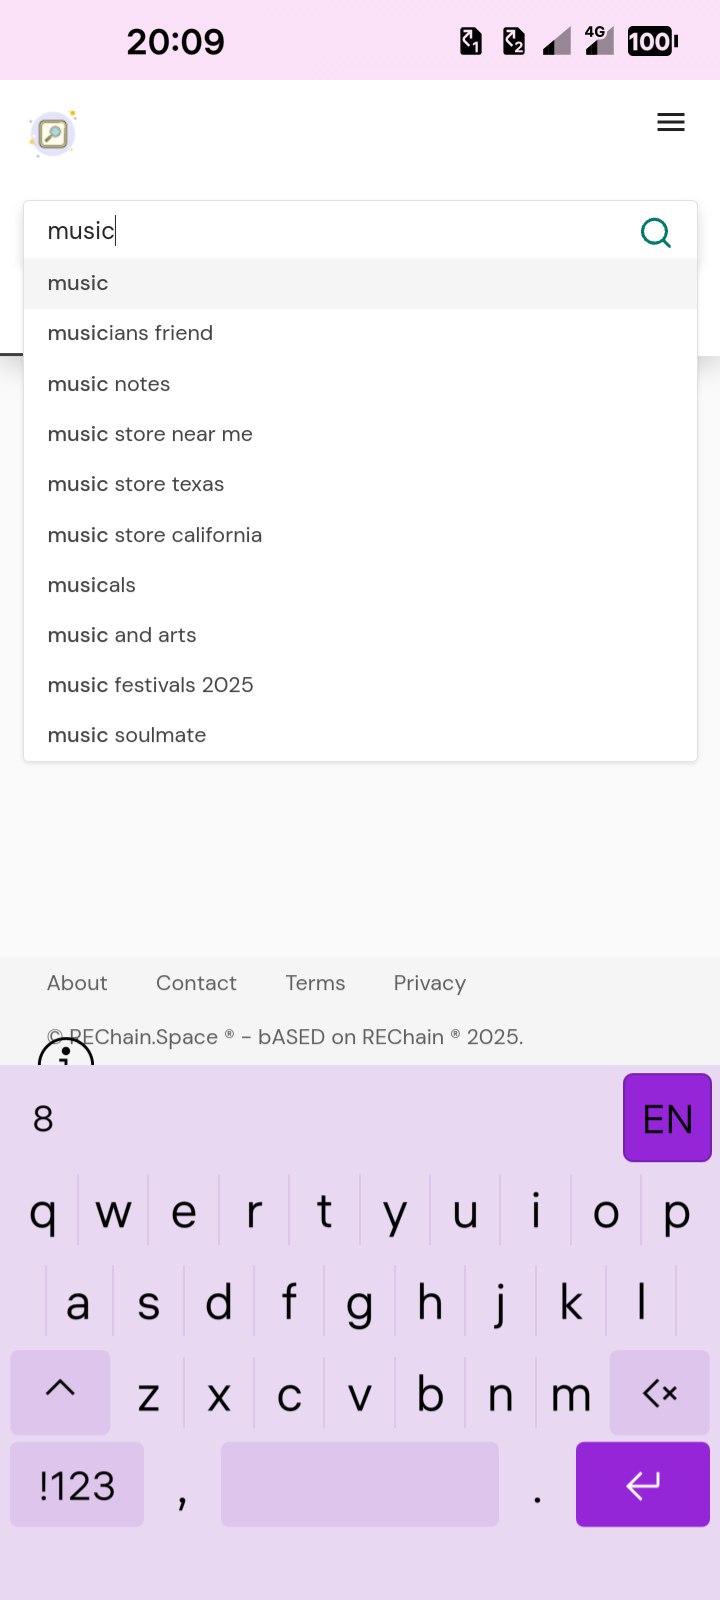 20:09
1 2 4G 100
music
music
musicians friend
music notes
music store near me
music store texas
music store california
musicals
music and arts
music festivals 2025
music soulmate
About Contact Terms Privacy
© REChain.Space ® - bASED on REChain ® 2025.
8 EN
q w e r t y u i o p
a s d f g h j k l
z x c v b n m
!123 , .